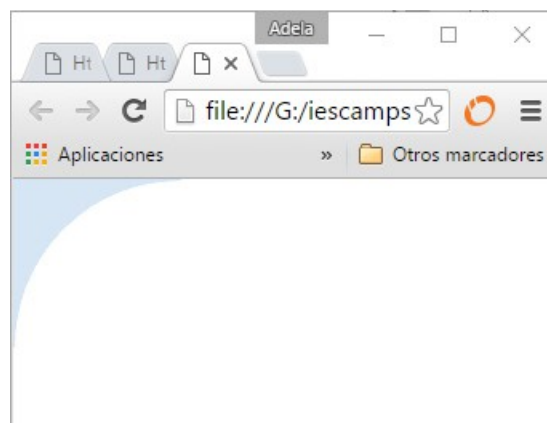 Adela
Ht Ht
file:///G:/iescamps
Aplicaciones » Otros marcadores